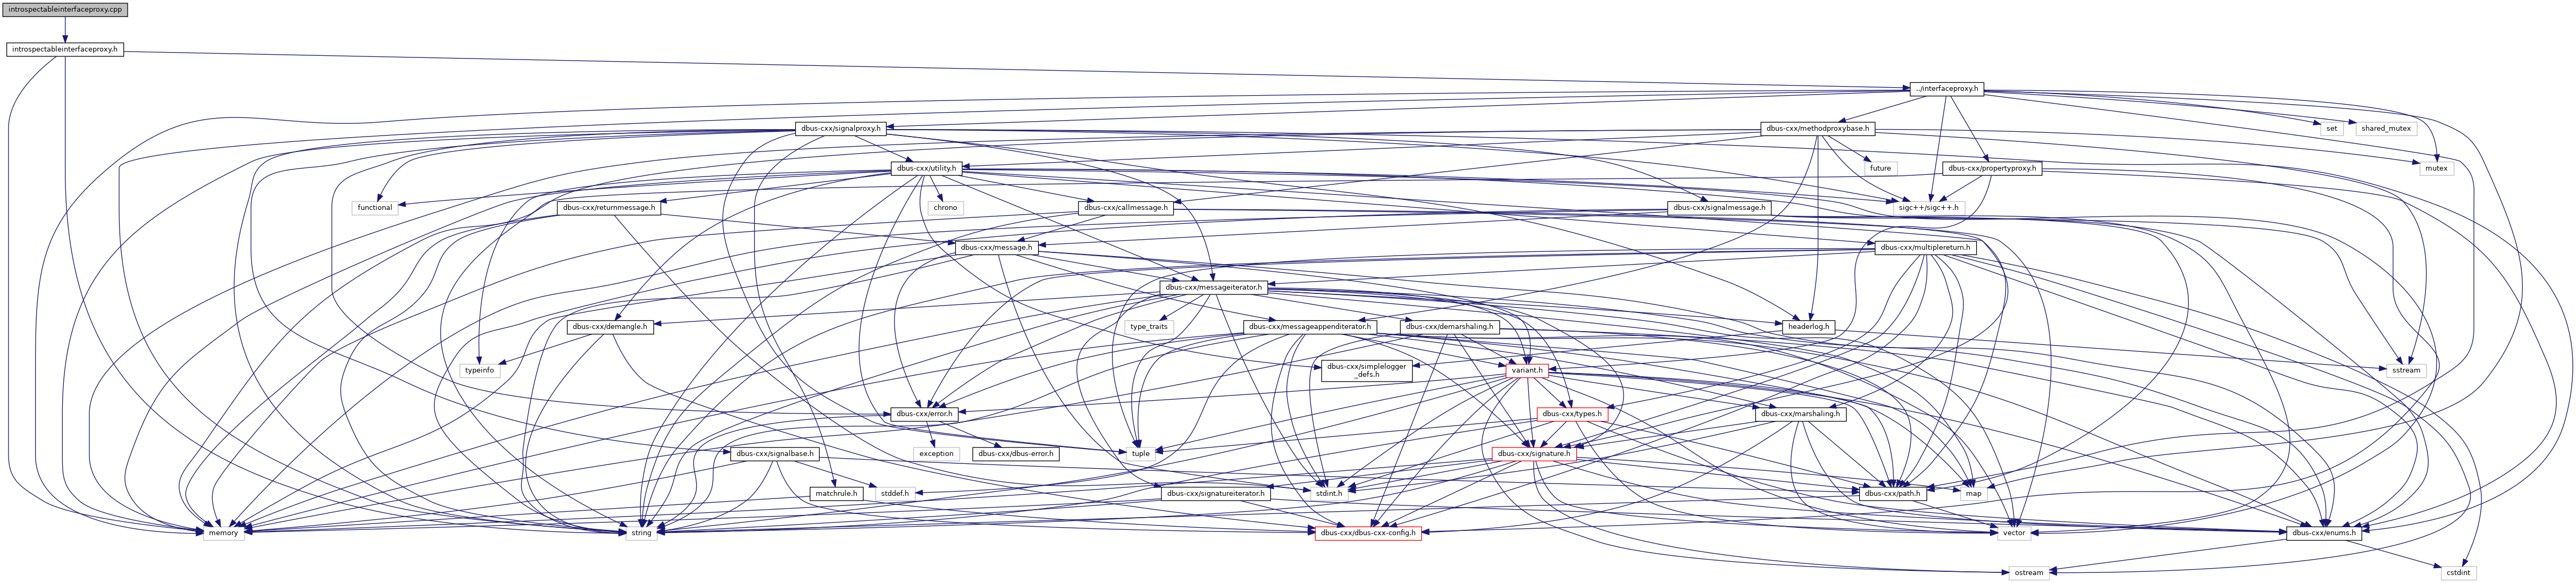 introspectableinterfaceproxy.cpp
introspectableinterfaceproxy.h
../interfaceproxy.h
dbus-cxx/signalproxy.h
dbus-cxx/methodproxybase.h
set
shared_mutex
dbus-cxx/utility.h
future
dbus-cxx/propertyproxy.h
mutex
functional
dbus-cxx/returnmessage.h
chrono
dbus-cxx/callmessage.h
dbus-cxx/signalmessage.h
sigc++/sigc++.h
dbus-cxx/message.h
dbus-cxx/multiplereturn.h
dbus-cxx/messageiterator.h
dbus-cxx/demangle.h
type_traits
dbus-cxx/messageappenditerator.h
dbus-cxx/demarshaling.h
headerlog.h
typeinfo
dbus-cxx/simplelogger
_defs.h
variant.h
sstream
dbus-cxx/error.h
dbus-cxx/types.h
dbus-cxx/marshaling.h
dbus-cxx/signalbase.h
exception
dbus-cxx/dbus-error.h
tuple
dbus-cxx/signature.h
matchrule.h
stddef.h
dbus-cxx/signatureiterator.h
stdint.h
dbus-cxx/path.h
map
memory
string
dbus-cxx/dbus-cxx-config.h
vector
dbus-cxx/enums.h
ostream
cstdint